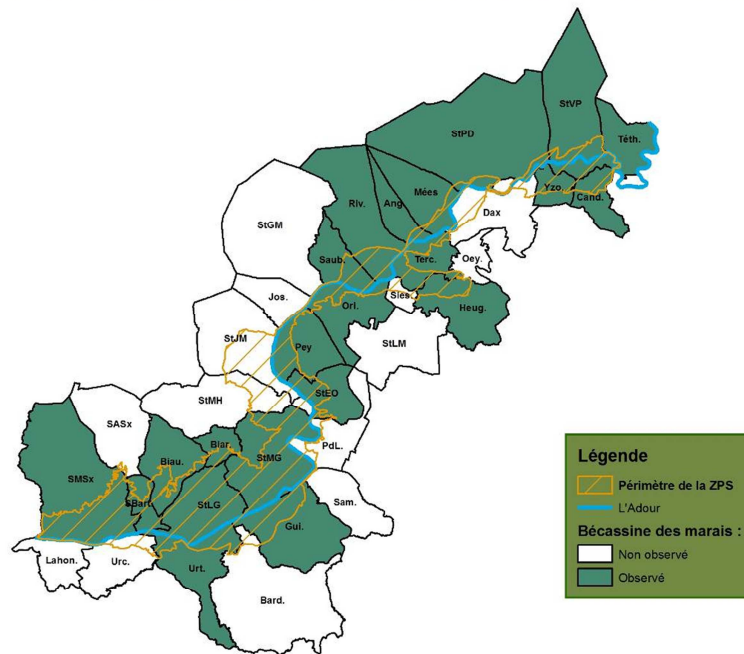 StVP
StPD
Téth.
Mées
Riv.
Ang.
Yzo.
Cand.
Dax
StGM
Saub.
Terc.
Oey.
Jos.
Ori.
Sies.
Heug.
StJM
Pey
StLM
StMH
StEO
SASx
Biar.
Biau.
StMG
PdL.
SMSx
SBart.
StLG
Sam.
Gui.
Lahon.
Urc.
Urt.
Bard.
Légende
Périmètre de la ZPS
L'Adour
Bécassine des marais :
Non observé
Observé